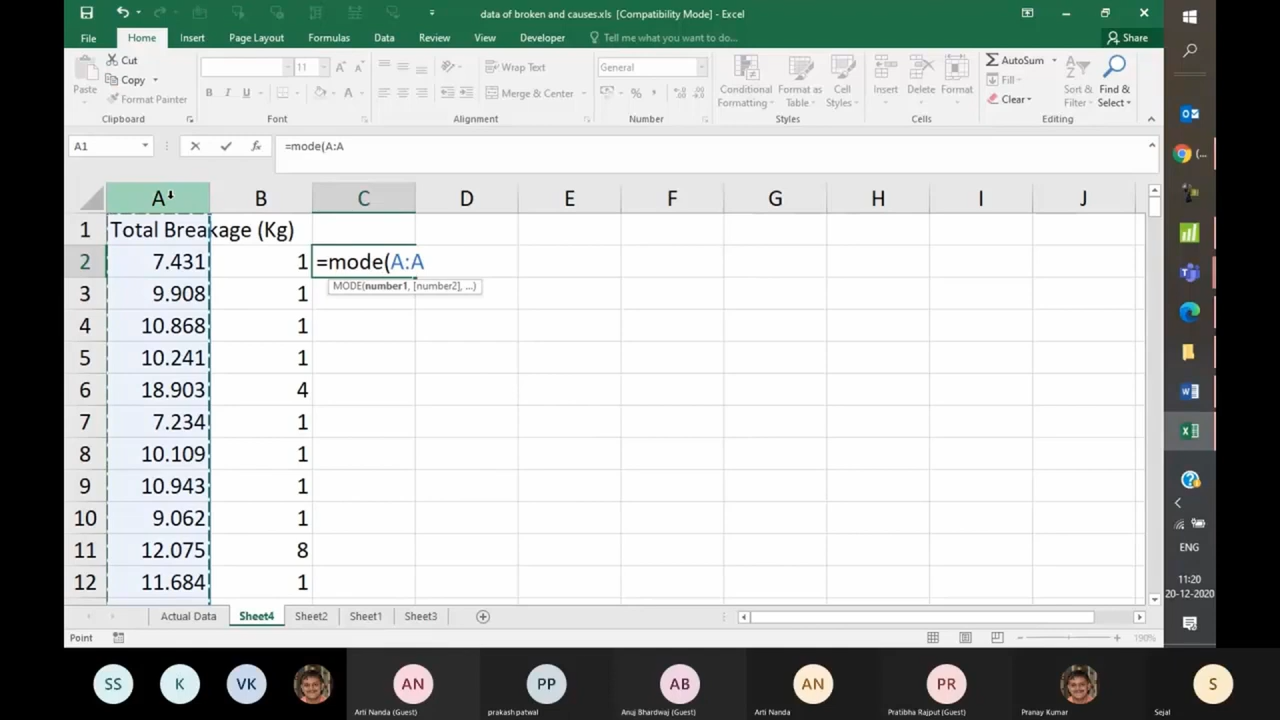 data of broken and causes.xls [Compatibility Mode] - Excel
File Home Insert Page Layout Formulas Data Review View Developer Tell me what you want to do... Share
Cut
Copy
Format Painter
Paste
Clipboard
11 A A
B I U A
Font
Wrap Text
Merge & Center
Alignment
General
%
Number
Conditional Formatting
Format as Table
Cell Styles
Styles
Insert Delete Format
Cells
AutoSum
Fill
Clear
Sort & Filter
Find & Select
Editing
A1 fx =mode(A:A
A B C D E F G H I J
1 Total Breakage (Kg)
2 7.431 1 =mode(A:A
MODE(number1, [number2], ...)
3 9.908 1
4 10.868 1
5 10.241 1
6 18.903 4
7 7.234 1
8 10.109 1
9 10.943 1
10 9.062 1
11 12.075 8
12 11.684 1
Actual Data Sheet4 Sheet2 Sheet1 Sheet3
Point 190%
(...
ENG
11:20
20-12-2020
SS K VK AN PP AB AN PR S
Arti Nanda (Guest) prakash patwal Anuj Bhardwaj (Guest) Arti Nanda Pratibha Rajput (Guest) Pranay Kumar Sejal